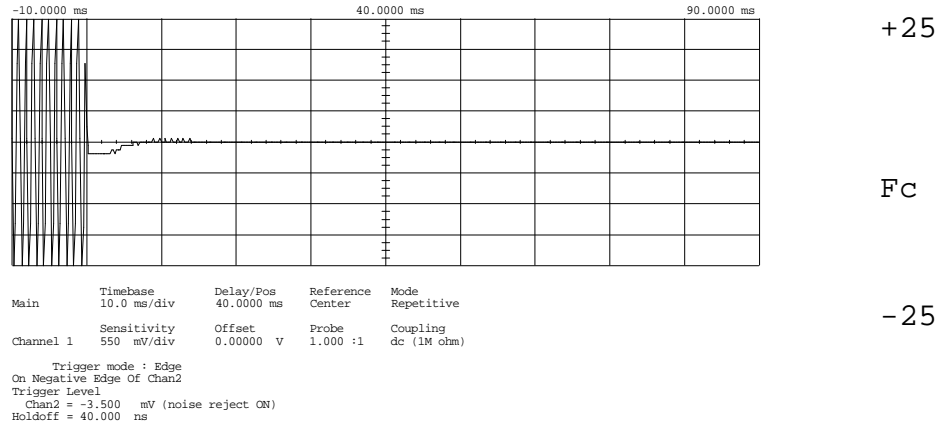 -10.0000 ms 40.0000 ms 90.0000 ms
+25
Fc
-25
Timebase Delay/Pos Reference Mode
Main 10.0 ms/div 40.0000 ms Center Repetitive
Sensitivity Offset Probe Coupling
Channel 1 550 mV/div 0.00000 V 1.000 :1 dc (1M ohm)
Trigger mode : Edge
On Negative Edge Of Chan2
Trigger Level
Chan2 = -3.500 mV (noise reject ON)
Holdoff = 40.000 ns